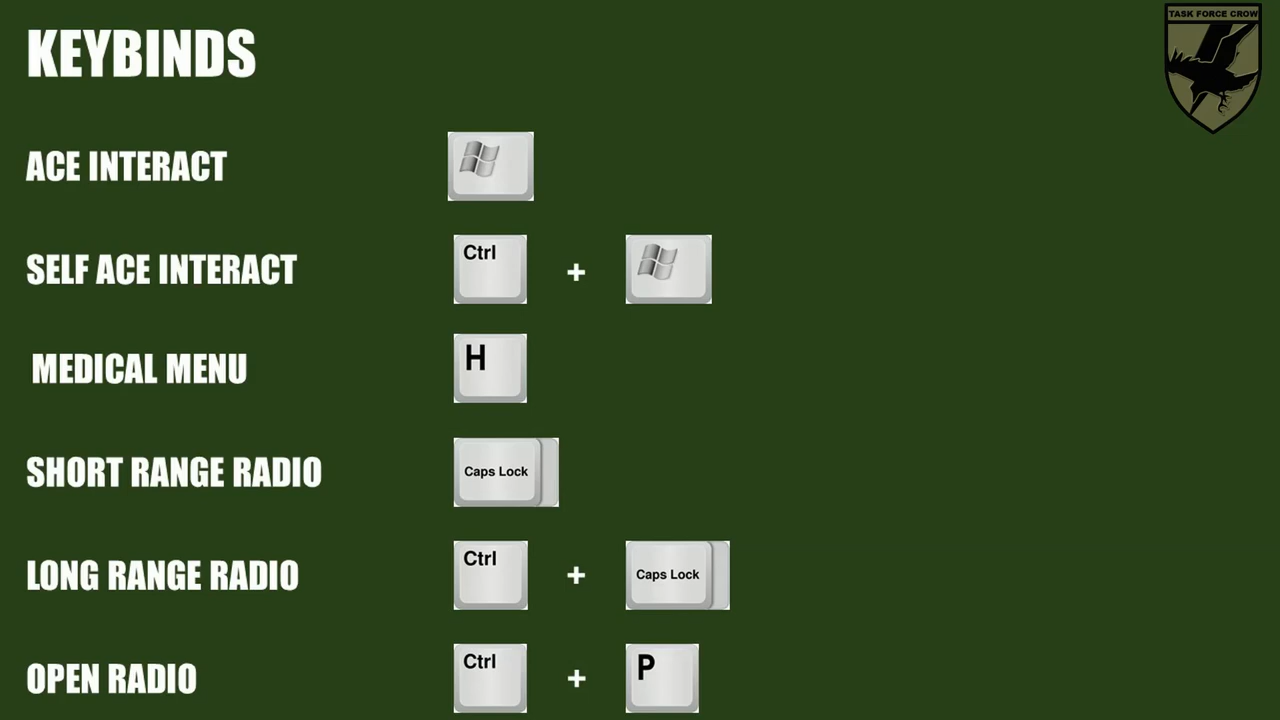 TASK FORCE CROW
KEYBINDS
ACE INTERACT
SELF ACE INTERACT Ctrl +
MEDICAL MENU H
SHORT RANGE RADIO Caps Lock
LONG RANGE RADIO Ctrl + Caps Lock
OPEN RADIO Ctrl + P